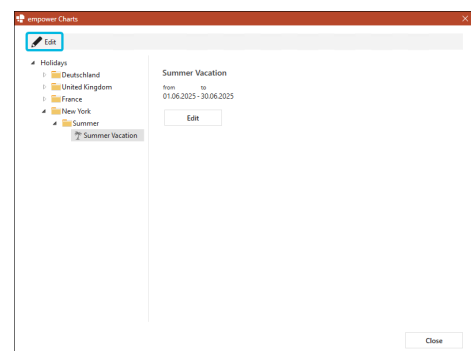 empower Charts
Edit
Holidays
Deutschland
United Kingdom
France
New York
Summer
Summer Vacation
Summer Vacation
from to
01.06.2025 - 30.06.2025
Edit
Close